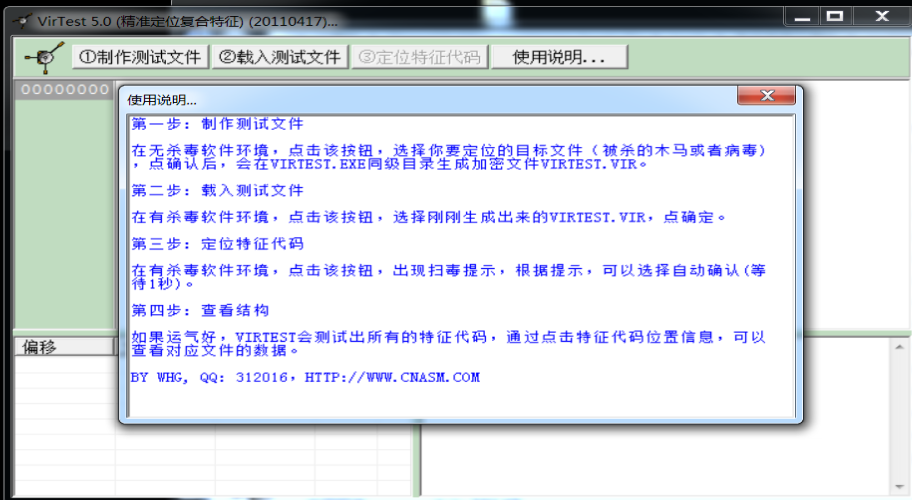 VirTest 5.0 (精准定位复合特征) (20110417)...
①制作测试文件 ②载入测试文件 ③定位特征代码 使用说明...
00000000
使用说明...
第一步: 制作测试文件
在无杀毒软件环境，点击该按钮，选择你要定位的目标文件（被杀的木马或者病毒）
，点确认后，会在VIRTEST.EXE同级目录生成加密文件VIRTEST.VIR。
第二步: 载入测试文件
在有杀毒软件环境，点击该按钮，选择刚刚生成出来的VIRTEST.VIR，点确定。
第三步: 定位特征代码
在有杀毒软件环境，点击该按钮，出现扫毒提示，根据提示，可以选择自动确认(等
待1秒)。
第四步: 查看结构
如果运气好，VIRTEST会测试出所有的特征代码，通过点击特征代码位置信息，可以
查看对应文件的数据。
BY WHG, QQ: 312016，HTTP://WWW.CNASM.COM
偏移